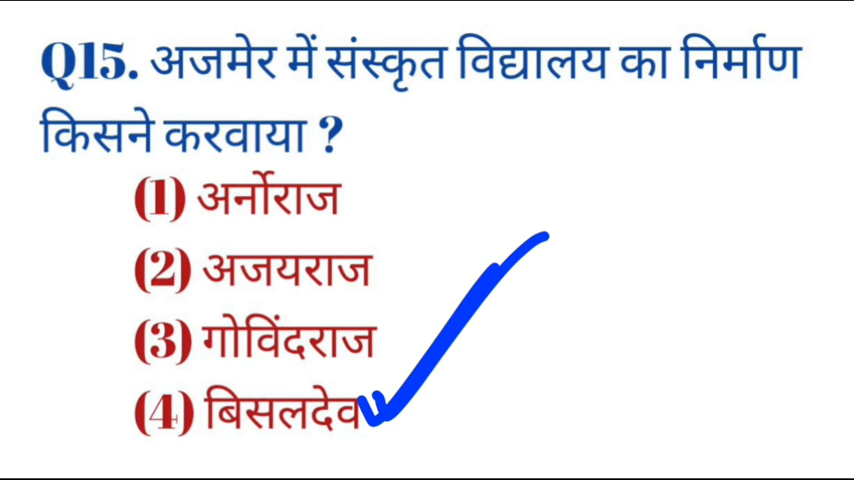 Q15. अजमेर में संस्कृत विद्यालय का निर्माण
किसने करवाया ?
(1) अर्नोराज
(2) अजयराज
(3) गोविंदराज
(4) बिसलदेव